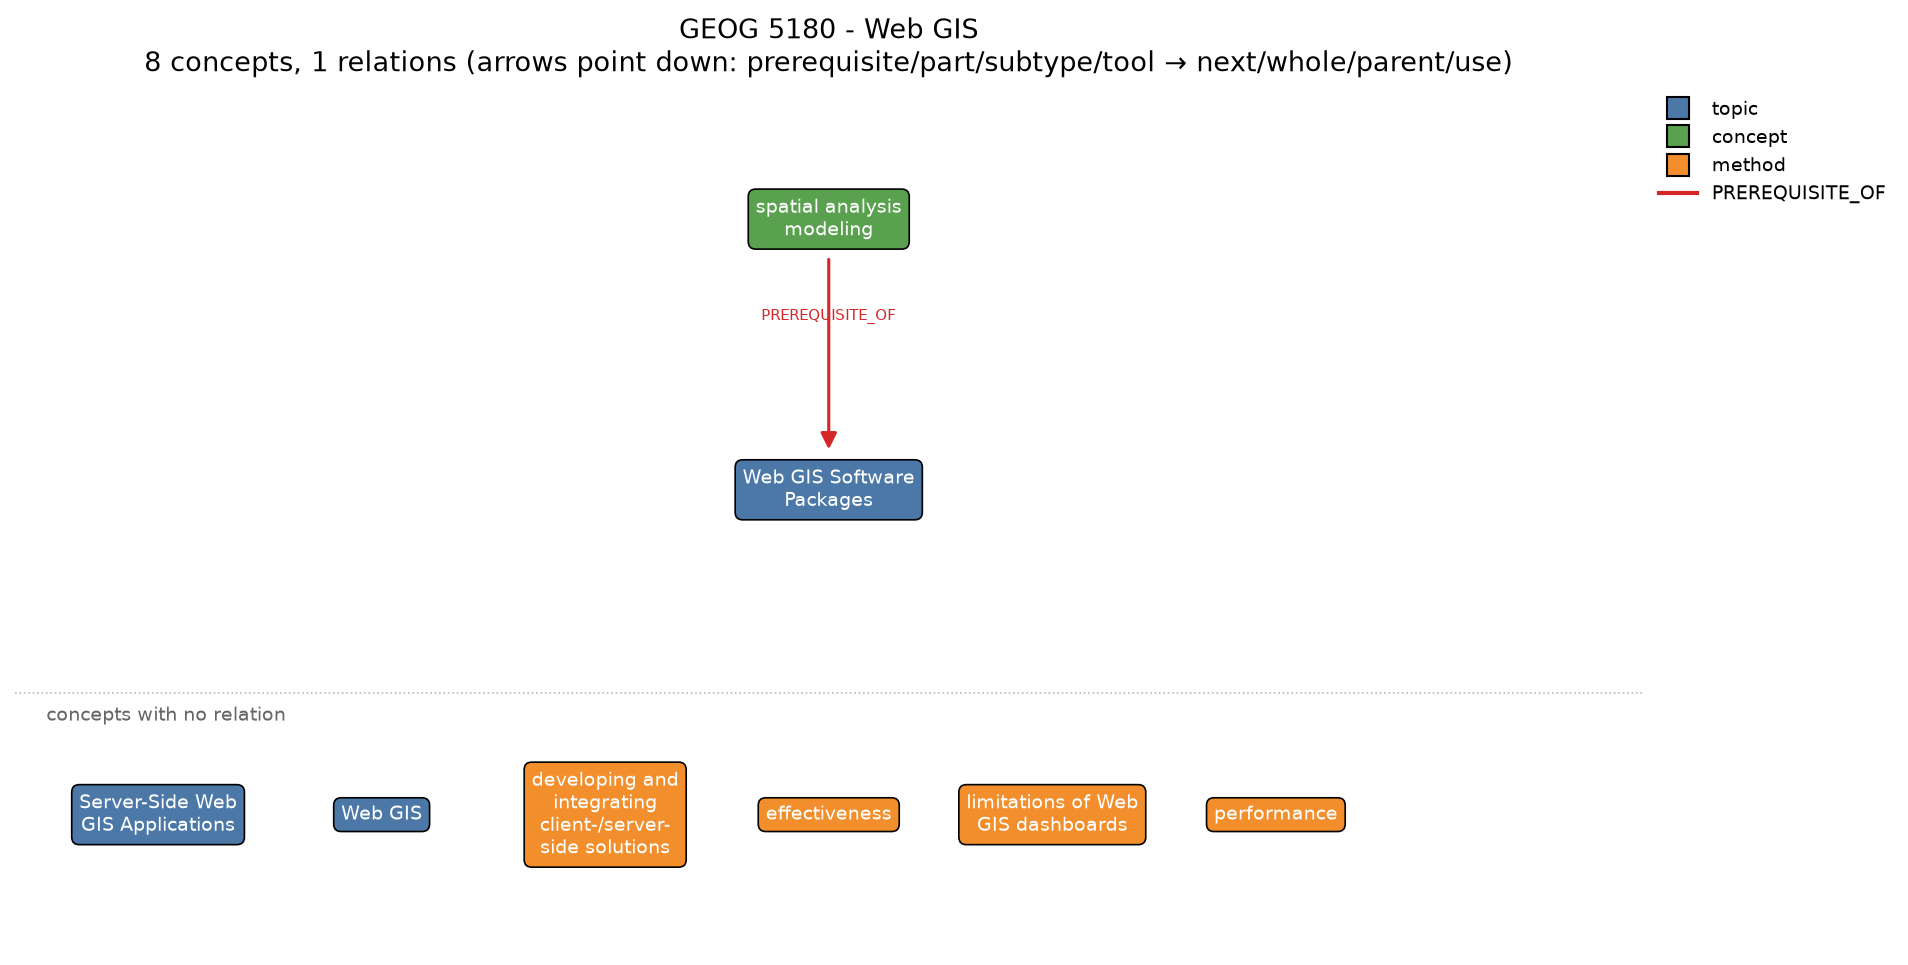 GEOG 5180 - Web GIS
8 concepts, 1 relations (arrows point down: prerequisite/part/subtype/tool → next/whole/parent/use)
topic
concept
method
PREREQUISITE_OF
spatial analysis
modeling
PREREQUISITE_OF
Web GIS Software
Packages
concepts with no relation
Server-Side Web
GIS Applications
Web GIS
developing and
integrating
client-/server-
side solutions
effectiveness
limitations of Web
GIS dashboards
performance